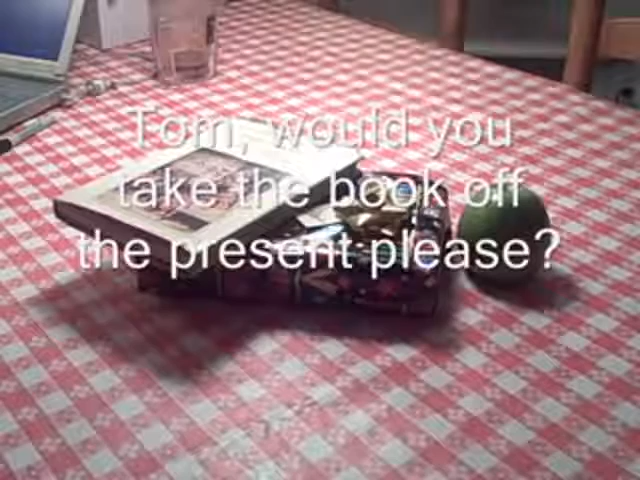 Tom, would you
take the book off
the present please?